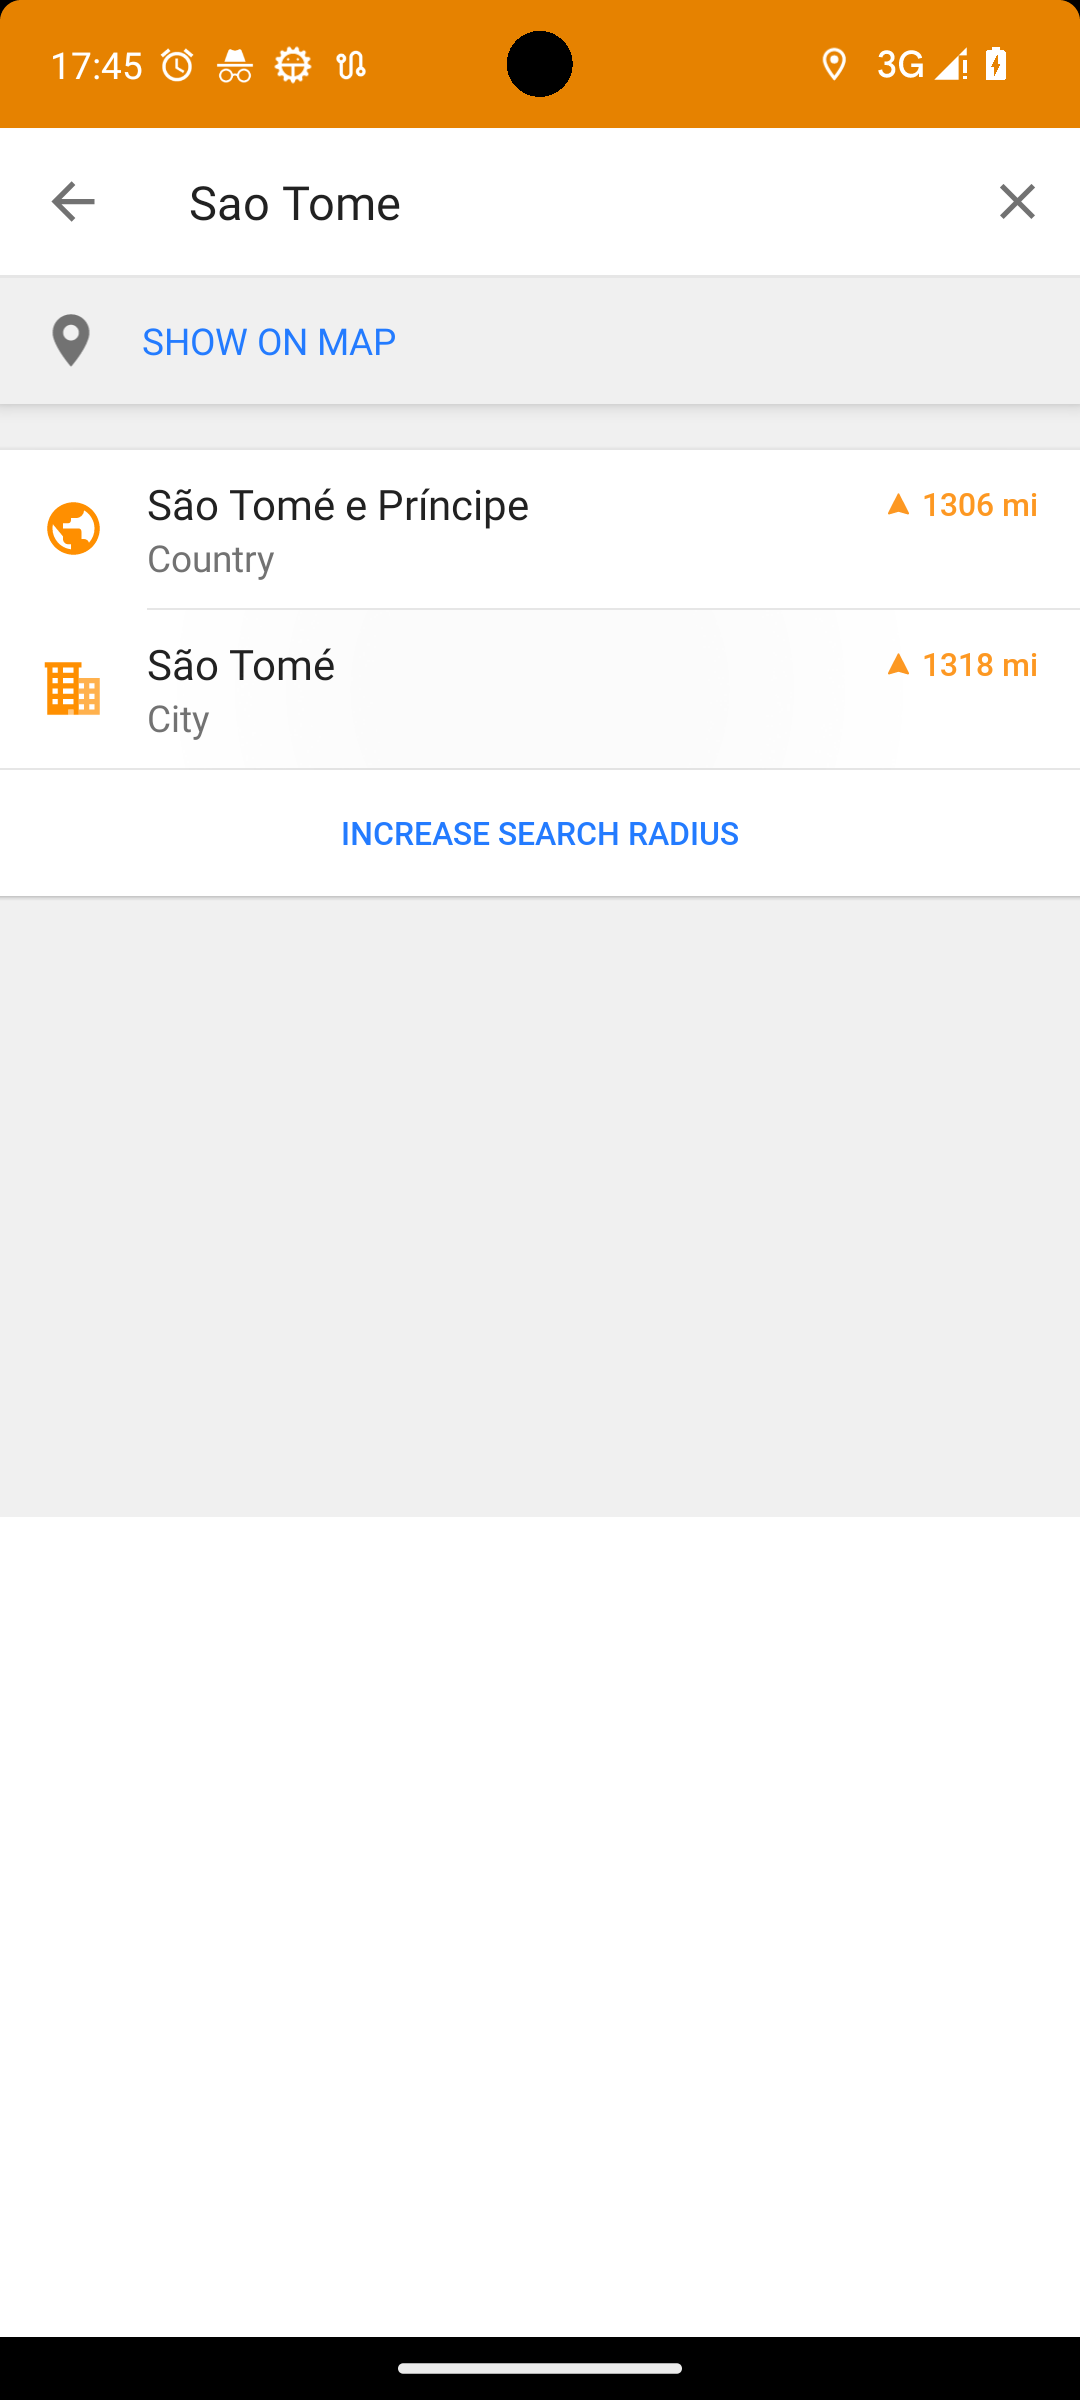 17:45
3G
Sao Tome
SHOW ON MAP
São Tomé e Príncipe
1306 mi
Country
São Tomé
1318 mi
City
INCREASE SEARCH RADIUS